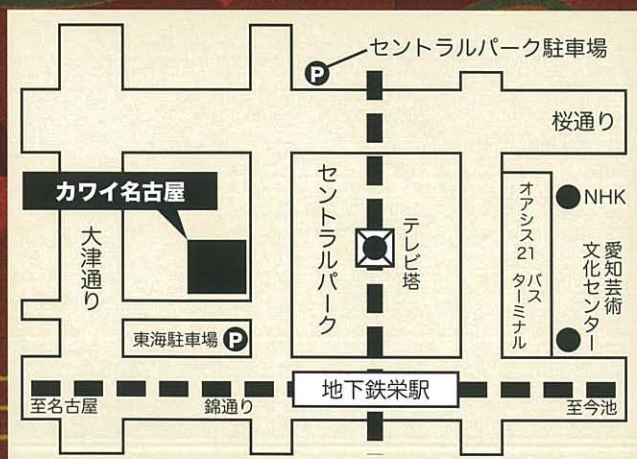 セントラルパーク駐車場
P
桜通り
カワイ名古屋
大津通り
セントラルパーク
テレビ塔
オアシス21
バス
ターミナル
NHK
愛知芸術
文化センター
東海駐車場 P
地下鉄栄駅
至名古屋
錦通り
至今池